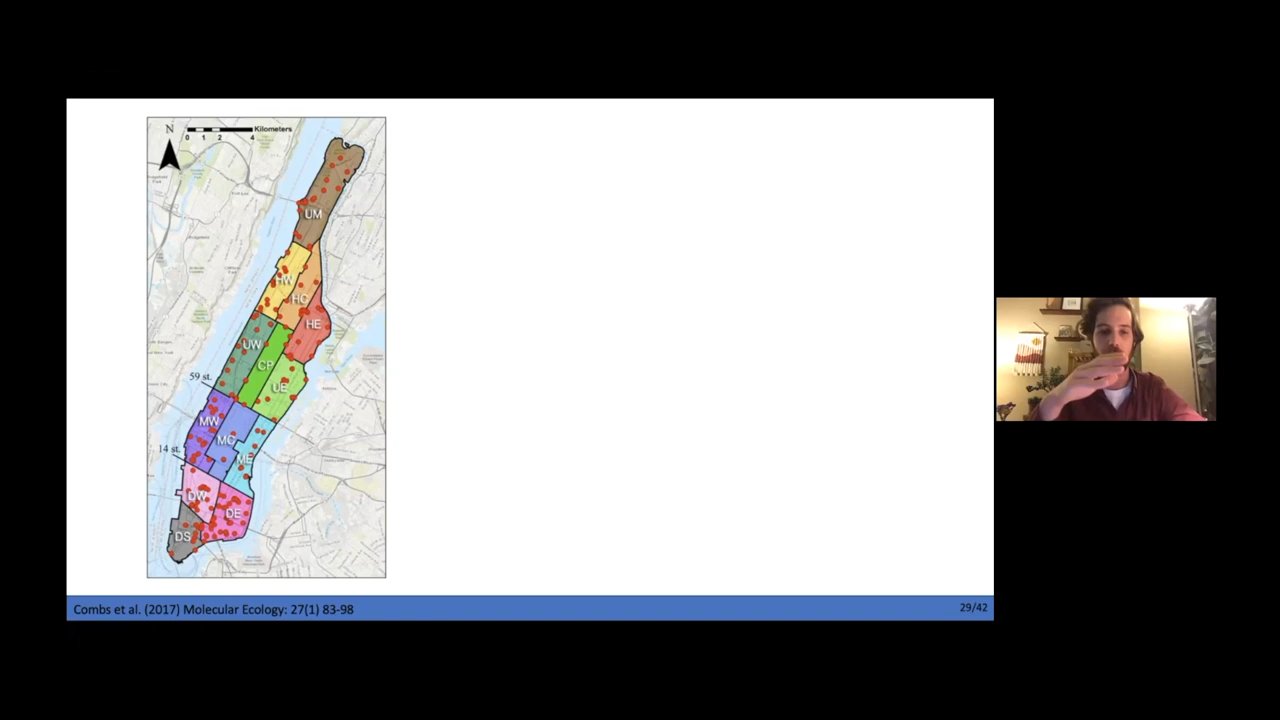 N
Kilometers
0 1 2 4
UM
HW
HC
HE
UW
CP
UE
59 st.
MW
MC
ME
14 st.
DW
DE
DS
Combs et al. (2017) Molecular Ecology: 27(1) 83-98
29/42